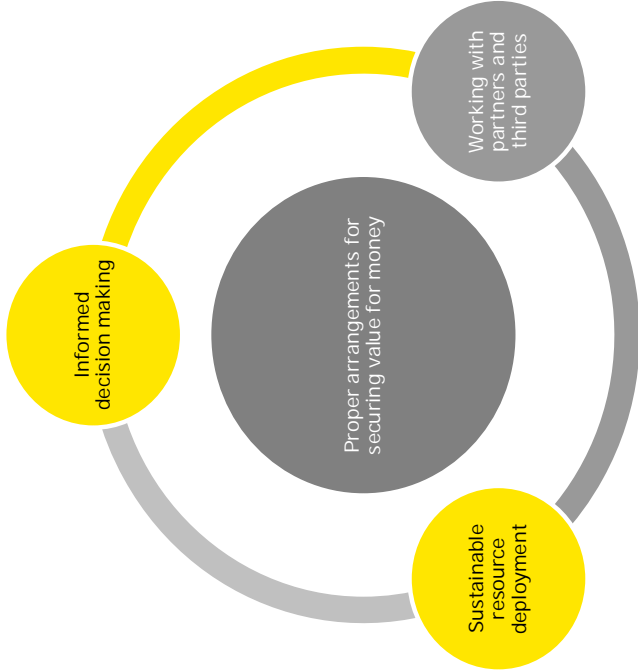 Informed
decision making
Proper arrangements for
securing value for money
Working with
partners and
third parties
Sustainable
resource
deployment